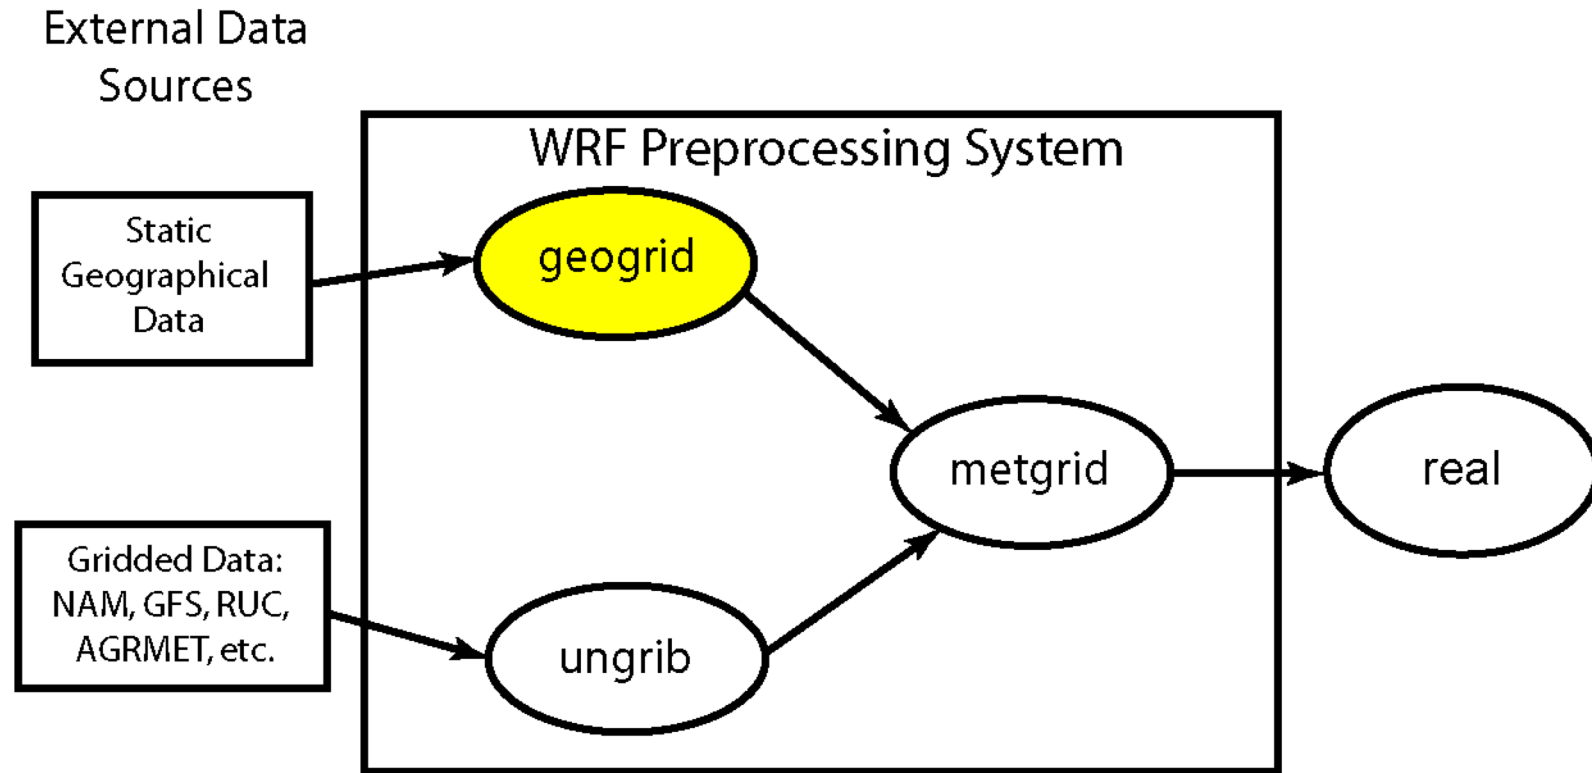 External Data
Sources
WRF Preprocessing System
Static
Geographical
Data
geogrid
metgrid
real
Gridded Data:
NAM, GFS, RUC,
AGRMET, etc.
ungrib